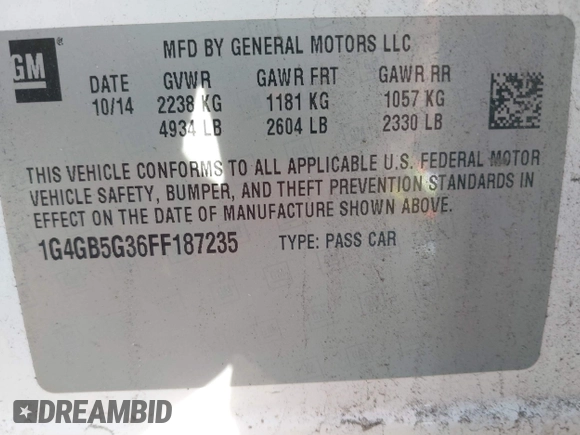 GM
®
MFD BY GENERAL MOTORS LLC
DATE GVWR GAWR FRT GAWR RR
10/14 2238 KG 1181 KG 1057 KG
4934 LB 2604 LB 2330 LB
THIS VEHICLE CONFORMS TO ALL APPLICABLE U.S. FEDERAL MOTOR
VEHICLE SAFETY, BUMPER, AND THEFT PREVENTION STANDARDS IN
EFFECT ON THE DATE OF MANUFACTURE SHOWN ABOVE.
1G4GB5G36FF187235 TYPE: PASS CAR
DREAMBID